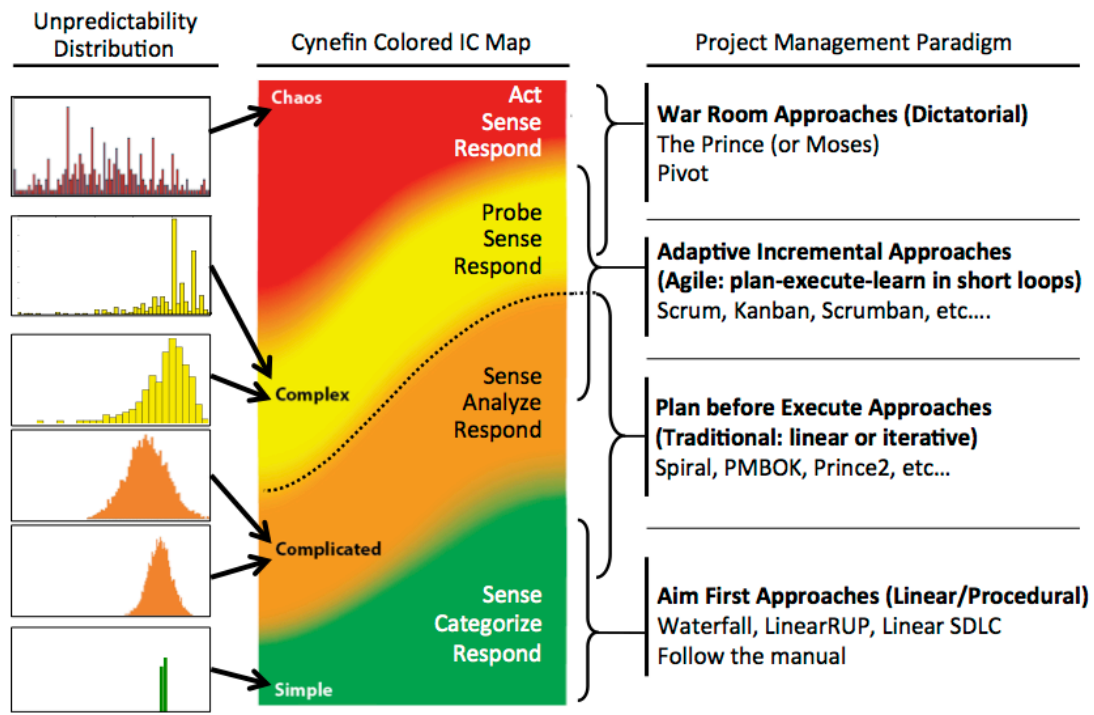 Unpredictability
Distribution
Cynefin Colored IC Map
Project Management Paradigm
Chaos
Act
Sense
Respond
Probe
Sense
Respond
Complex
Sense
Analyze
Respond
Complicated
Sense
Categorize
Respond
Simple
War Room Approaches (Dictatorial)
The Prince (or Moses)
Pivot
Adaptive Incremental Approaches
(Agile: plan-execute-learn in short loops)
Scrum, Kanban, Scrumban, etc....
Plan before Execute Approaches
(Traditional: linear or iterative)
Spiral, PMBOK, Prince2, etc...
Aim First Approaches (Linear/Procedural)
Waterfall, LinearRUP, Linear SDLC
Follow the manual